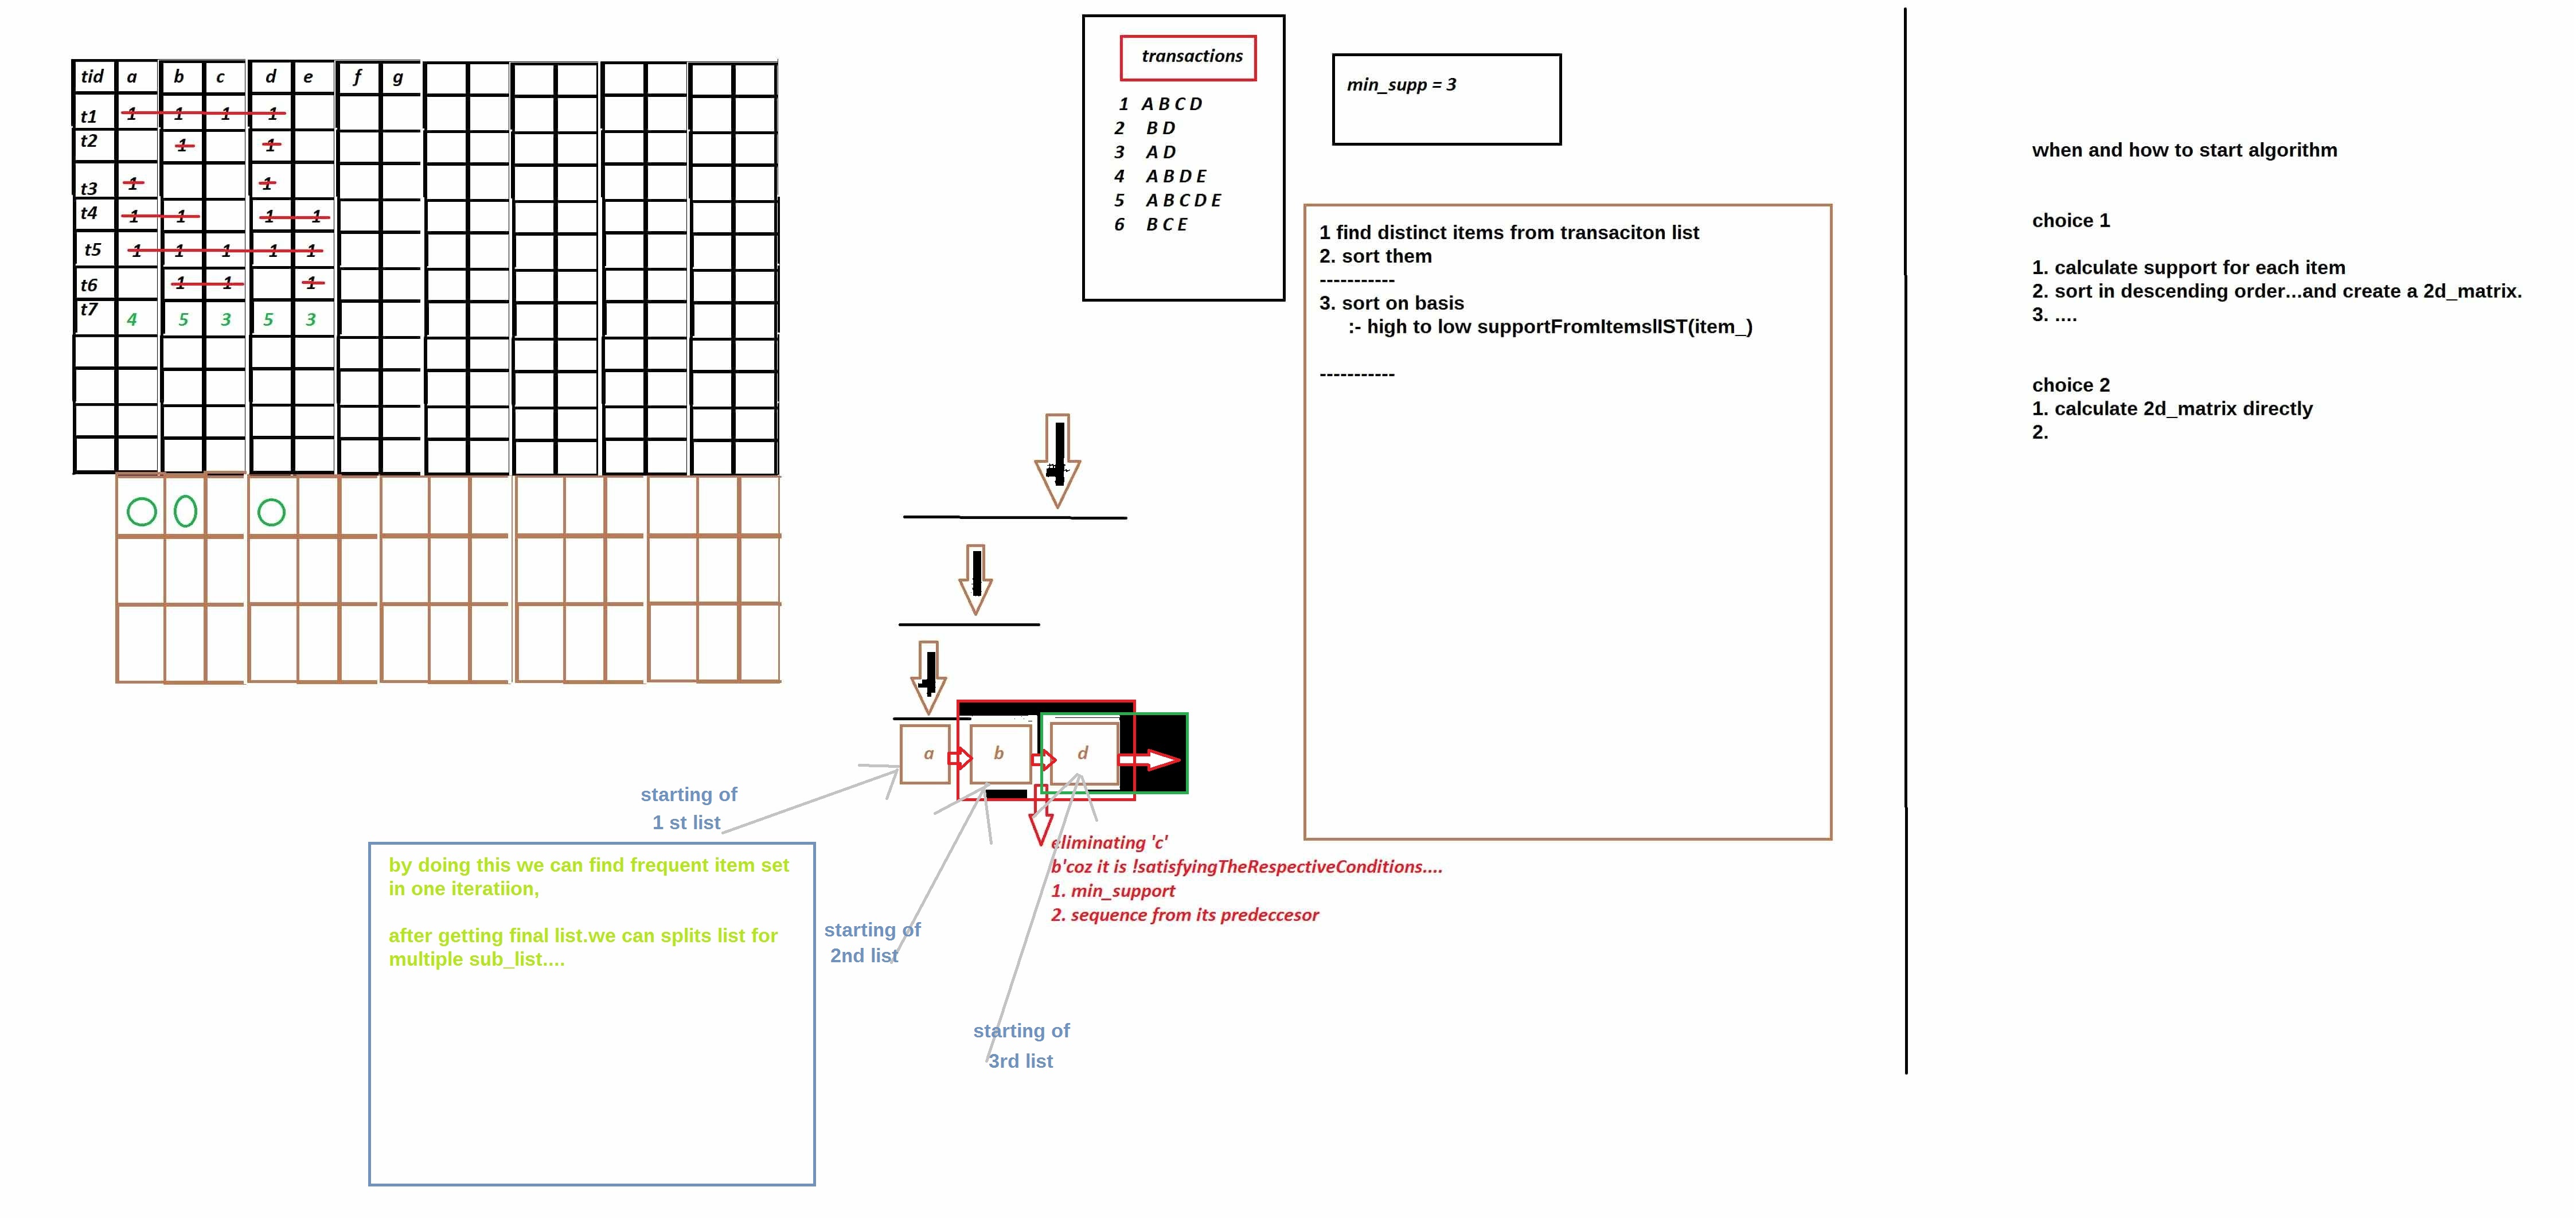 tid a b c d e f g
t1 1 1 1 1
t2 1 1
t3 1 1
t4 1 1 1 1
t5 1 1 1 1 1
t6 1 1 1
t7 4 5 3 5 3
transactions
1 A B C D
2 B D
3 A D
4 A B D E
5 A B C D E
6 B C E
min_supp = 3
1 find distinct items from transaciton list
2. sort them
-----------
3. sort on basis
:- high to low supportFromItemslIST(item_)
-----------
when and how to start algorithm
choice 1
1. calculate support for each item
2. sort in descending order...and create a 2d_matrix.
3. ....
choice 2
1. calculate 2d_matrix directly
2.
a b d
starting of
1 st list
eliminating 'c'
b'coz it is !satisfyingTheRespectiveConditions....
1. min_support
2. sequence from its predeccesor
by doing this we can find frequent item set
in one iteratiion,
after getting final list.we can splits list for
multiple sub_list....
starting of
2nd list
starting of
3rd list